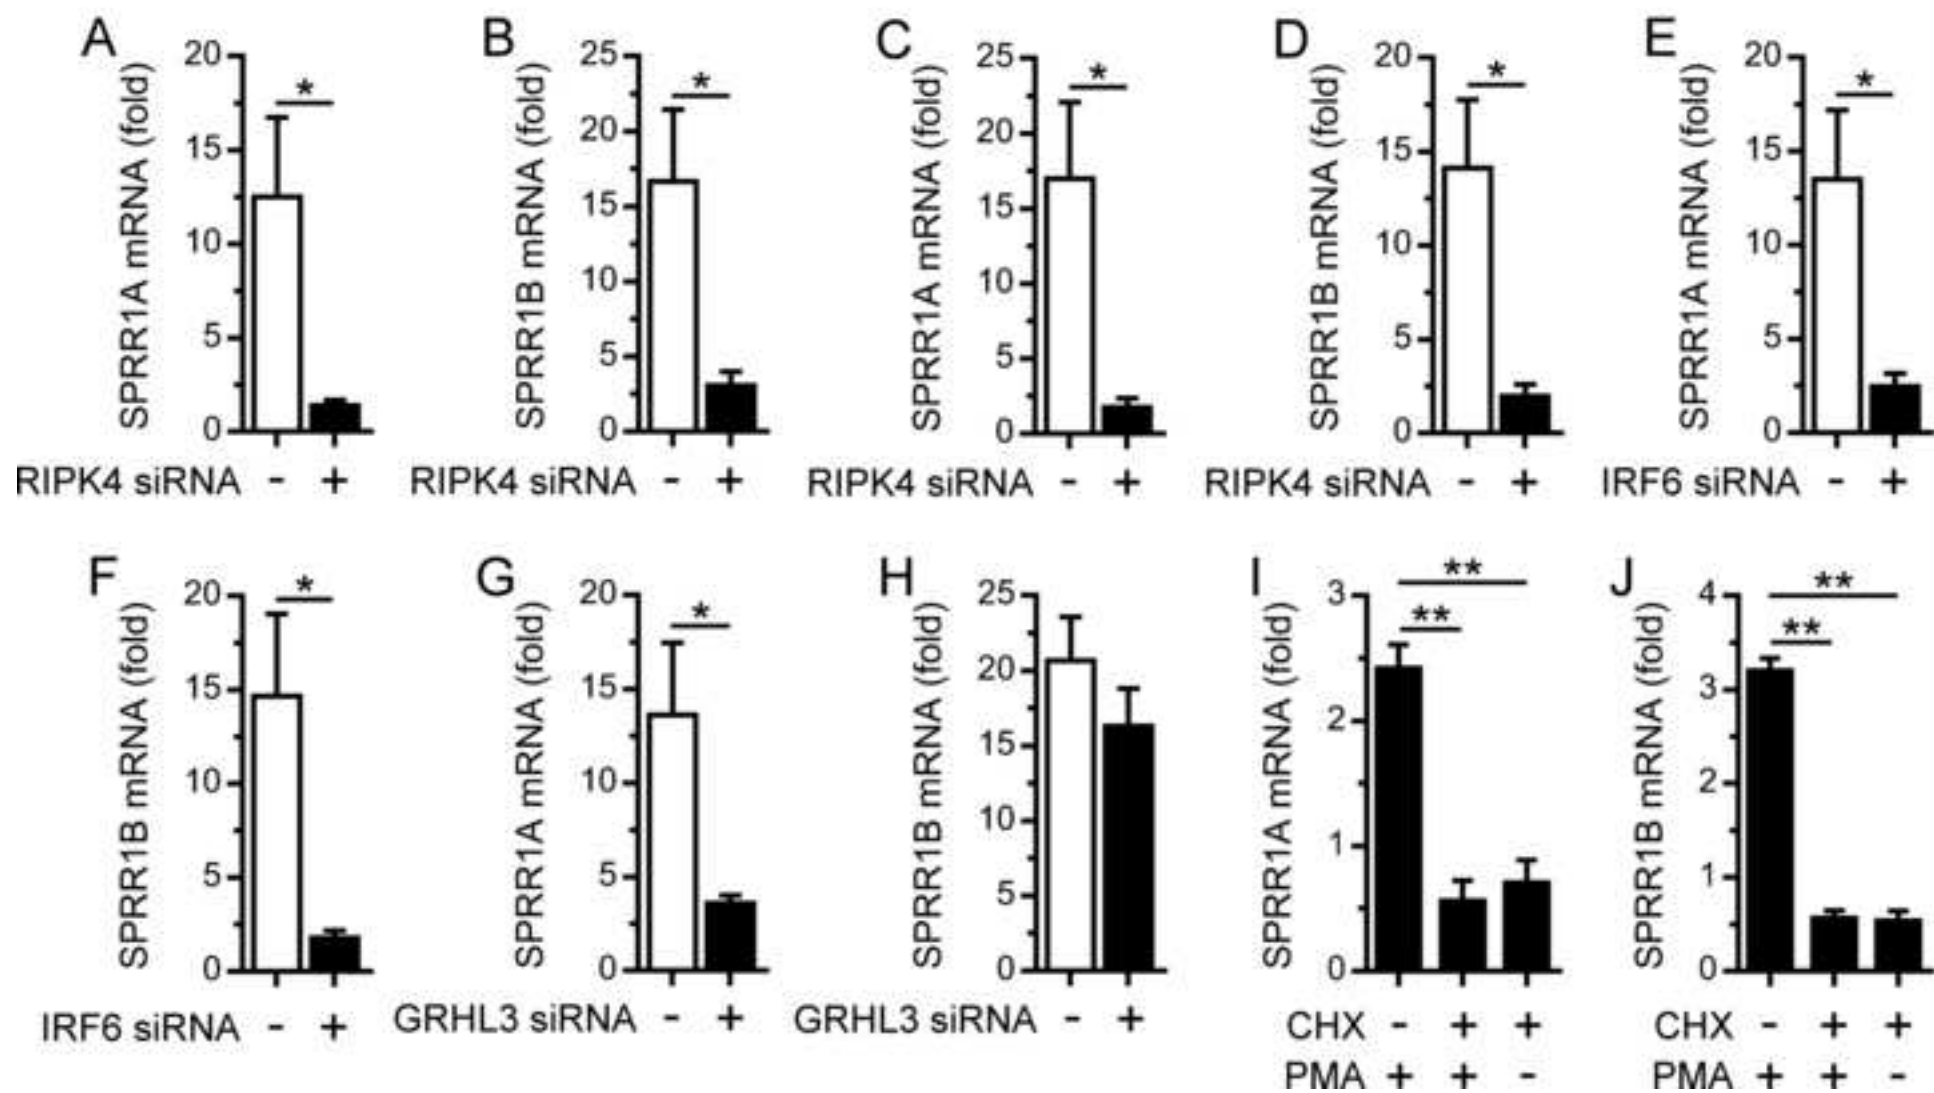 A B C D E
SPRR1A mRNA (fold) 20 15 10 5 0 *
SPRR1B mRNA (fold) 25 20 15 10 5 0 *
SPRR1A mRNA (fold) 25 20 15 10 5 0 *
SPRR1B mRNA (fold) 20 15 10 5 0 *
SPRR1A mRNA (fold) 20 15 10 5 0 *
RIPK4 siRNA - + RIPK4 siRNA - + RIPK4 siRNA - + RIPK4 siRNA - + IRF6 siRNA - +
F G H I J
SPRR1B mRNA (fold) 20 15 10 5 0 *
SPRR1A mRNA (fold) 20 15 10 5 0 *
SPRR1B mRNA (fold) 25 20 15 10 5 0
SPRR1A mRNA (fold) 3 2 1 0 ** **
SPRR1B mRNA (fold) 4 3 2 1 0 ** **
IRF6 siRNA - + GRHL3 siRNA - + GRHL3 siRNA - + CHX - + + CHX - + +
PMA + + - PMA + + -